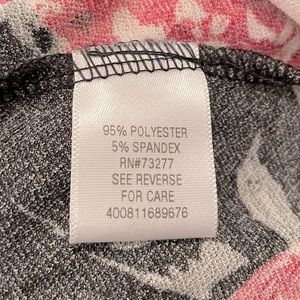 95% POLYESTER
5% SPANDEX
RN#73277
SEE REVERSE
FOR CARE
400811689676